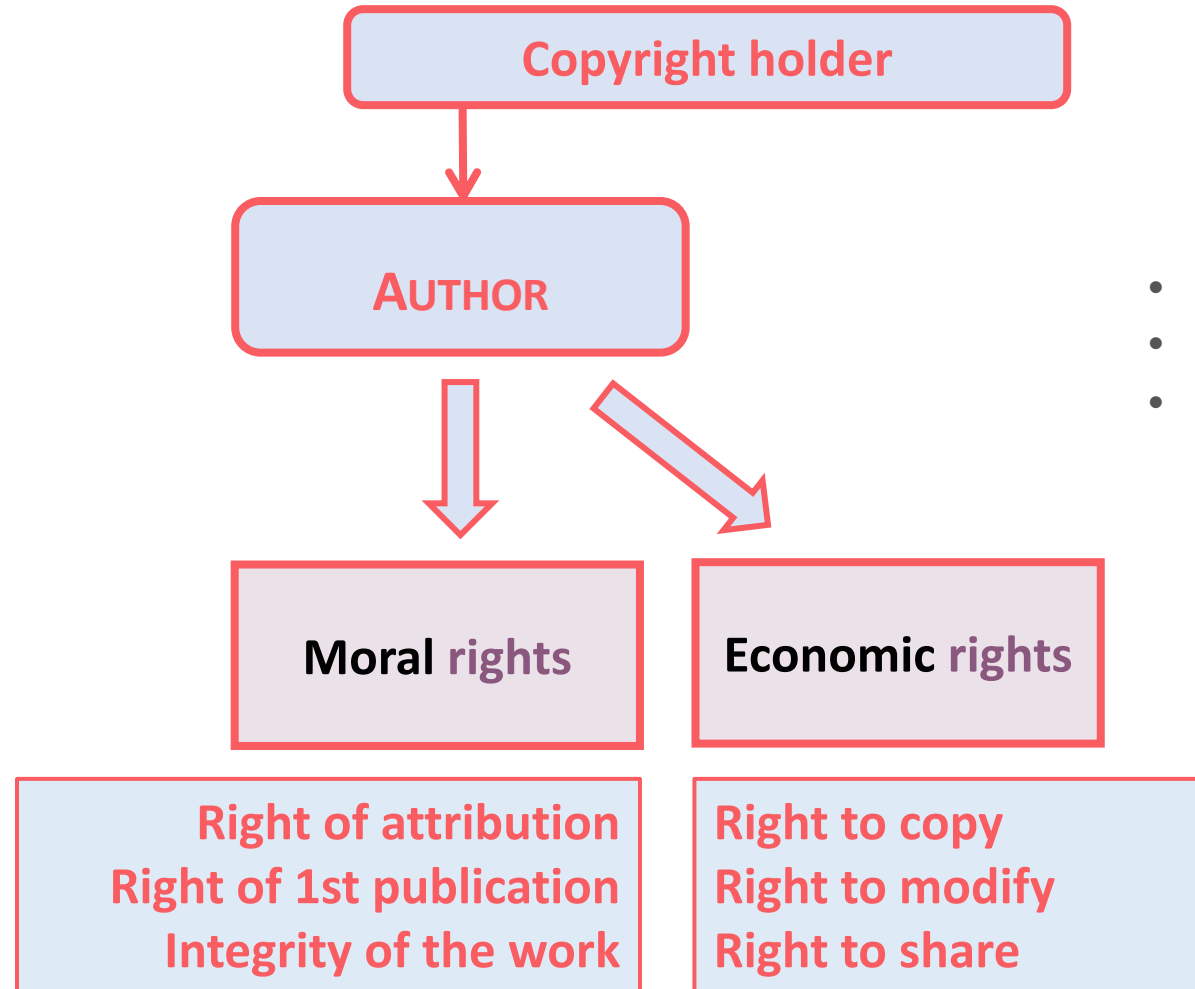 Copyright holder
AUTHOR
Moral rights
Economic rights
Right of attribution
Right of 1st publication
Integrity of the work
Right to copy
Right to modify
Right to share